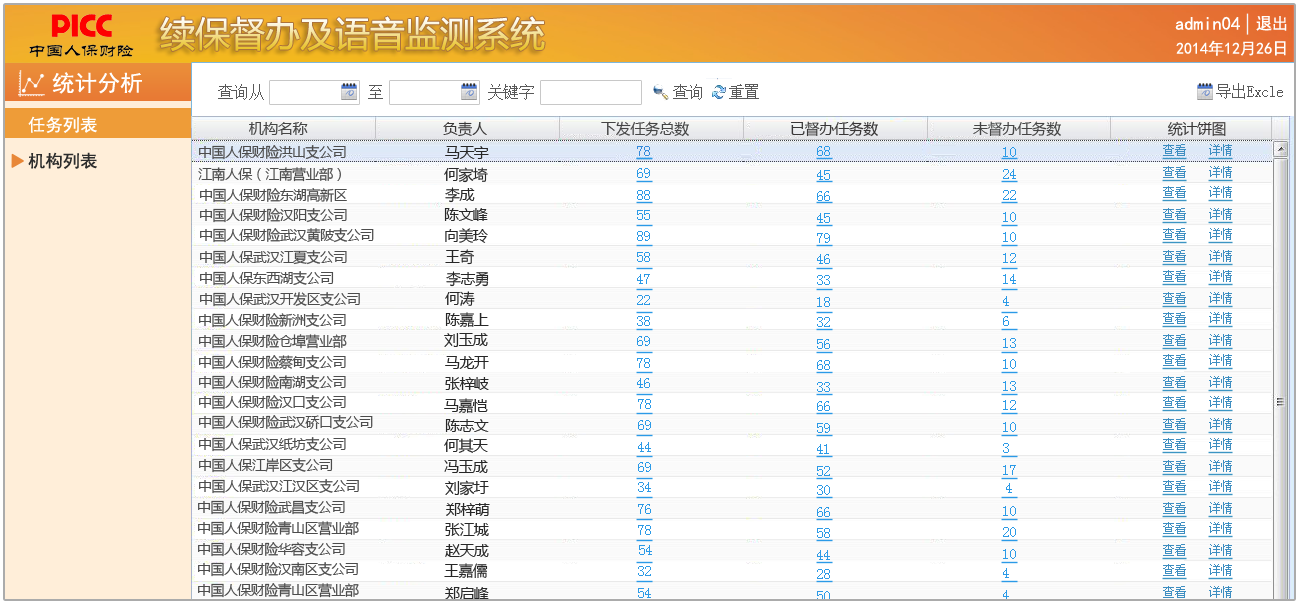 PICC
中国人保财险
续保督办及语音监测系统
admin04 | 退出
2014年12月26日
统计分析
任务列表
机构列表
查询从 至 关键字 查询 重置 导出Excle
机构名称 负责人 下发任务总数 已督办任务数 未督办任务数 统计饼图
中国人保财险洪山支公司 马天宇 78 68 10 查看 详情
江南人保（江南营业部） 何家埼 69 45 24 查看 详情
中国人保财险东湖高新区 李成 88 66 22 查看 详情
中国人保财险汉阳支公司 陈文峰 55 45 10 查看 详情
中国人保财险武汉黄陂支公司 向美玲 89 79 10 查看 详情
中国人保武汉江夏支公司 王奇 58 46 12 查看 详情
中国人保东西湖支公司 李志勇 47 33 14 查看 详情
中国人保武汉开发区支公司 何涛 22 18 4 查看 详情
中国人保财险新洲支公司 陈嘉上 38 32 6 查看 详情
中国人保财险仓埠营业部 刘玉成 69 56 13 查看 详情
中国人保财险蔡甸支公司 马龙开 78 68 10 查看 详情
中国人保财险南湖支公司 张梓岐 46 33 13 查看 详情
中国人保财险汉口支公司 马嘉恺 78 66 12 查看 详情
中国人保财险武汉硚口支公司 陈志文 69 59 10 查看 详情
中国人保武汉纸坊支公司 何其天 44 41 3 查看 详情
中国人保江岸区支公司 冯玉成 69 52 17 查看 详情
中国人保武汉江汉区支公司 刘家圩 34 30 4 查看 详情
中国人保财险武昌支公司 郑梓萌 76 66 10 查看 详情
中国人保财险青山区营业部 张江城 78 58 20 查看 详情
中国人保财险华容支公司 赵天成 54 44 10 查看 详情
中国人保财险汉南区支公司 王嘉儒 32 28 4 查看 详情
中国人保财险青山区营业部 郑启峰 54 50 4 查看 详情